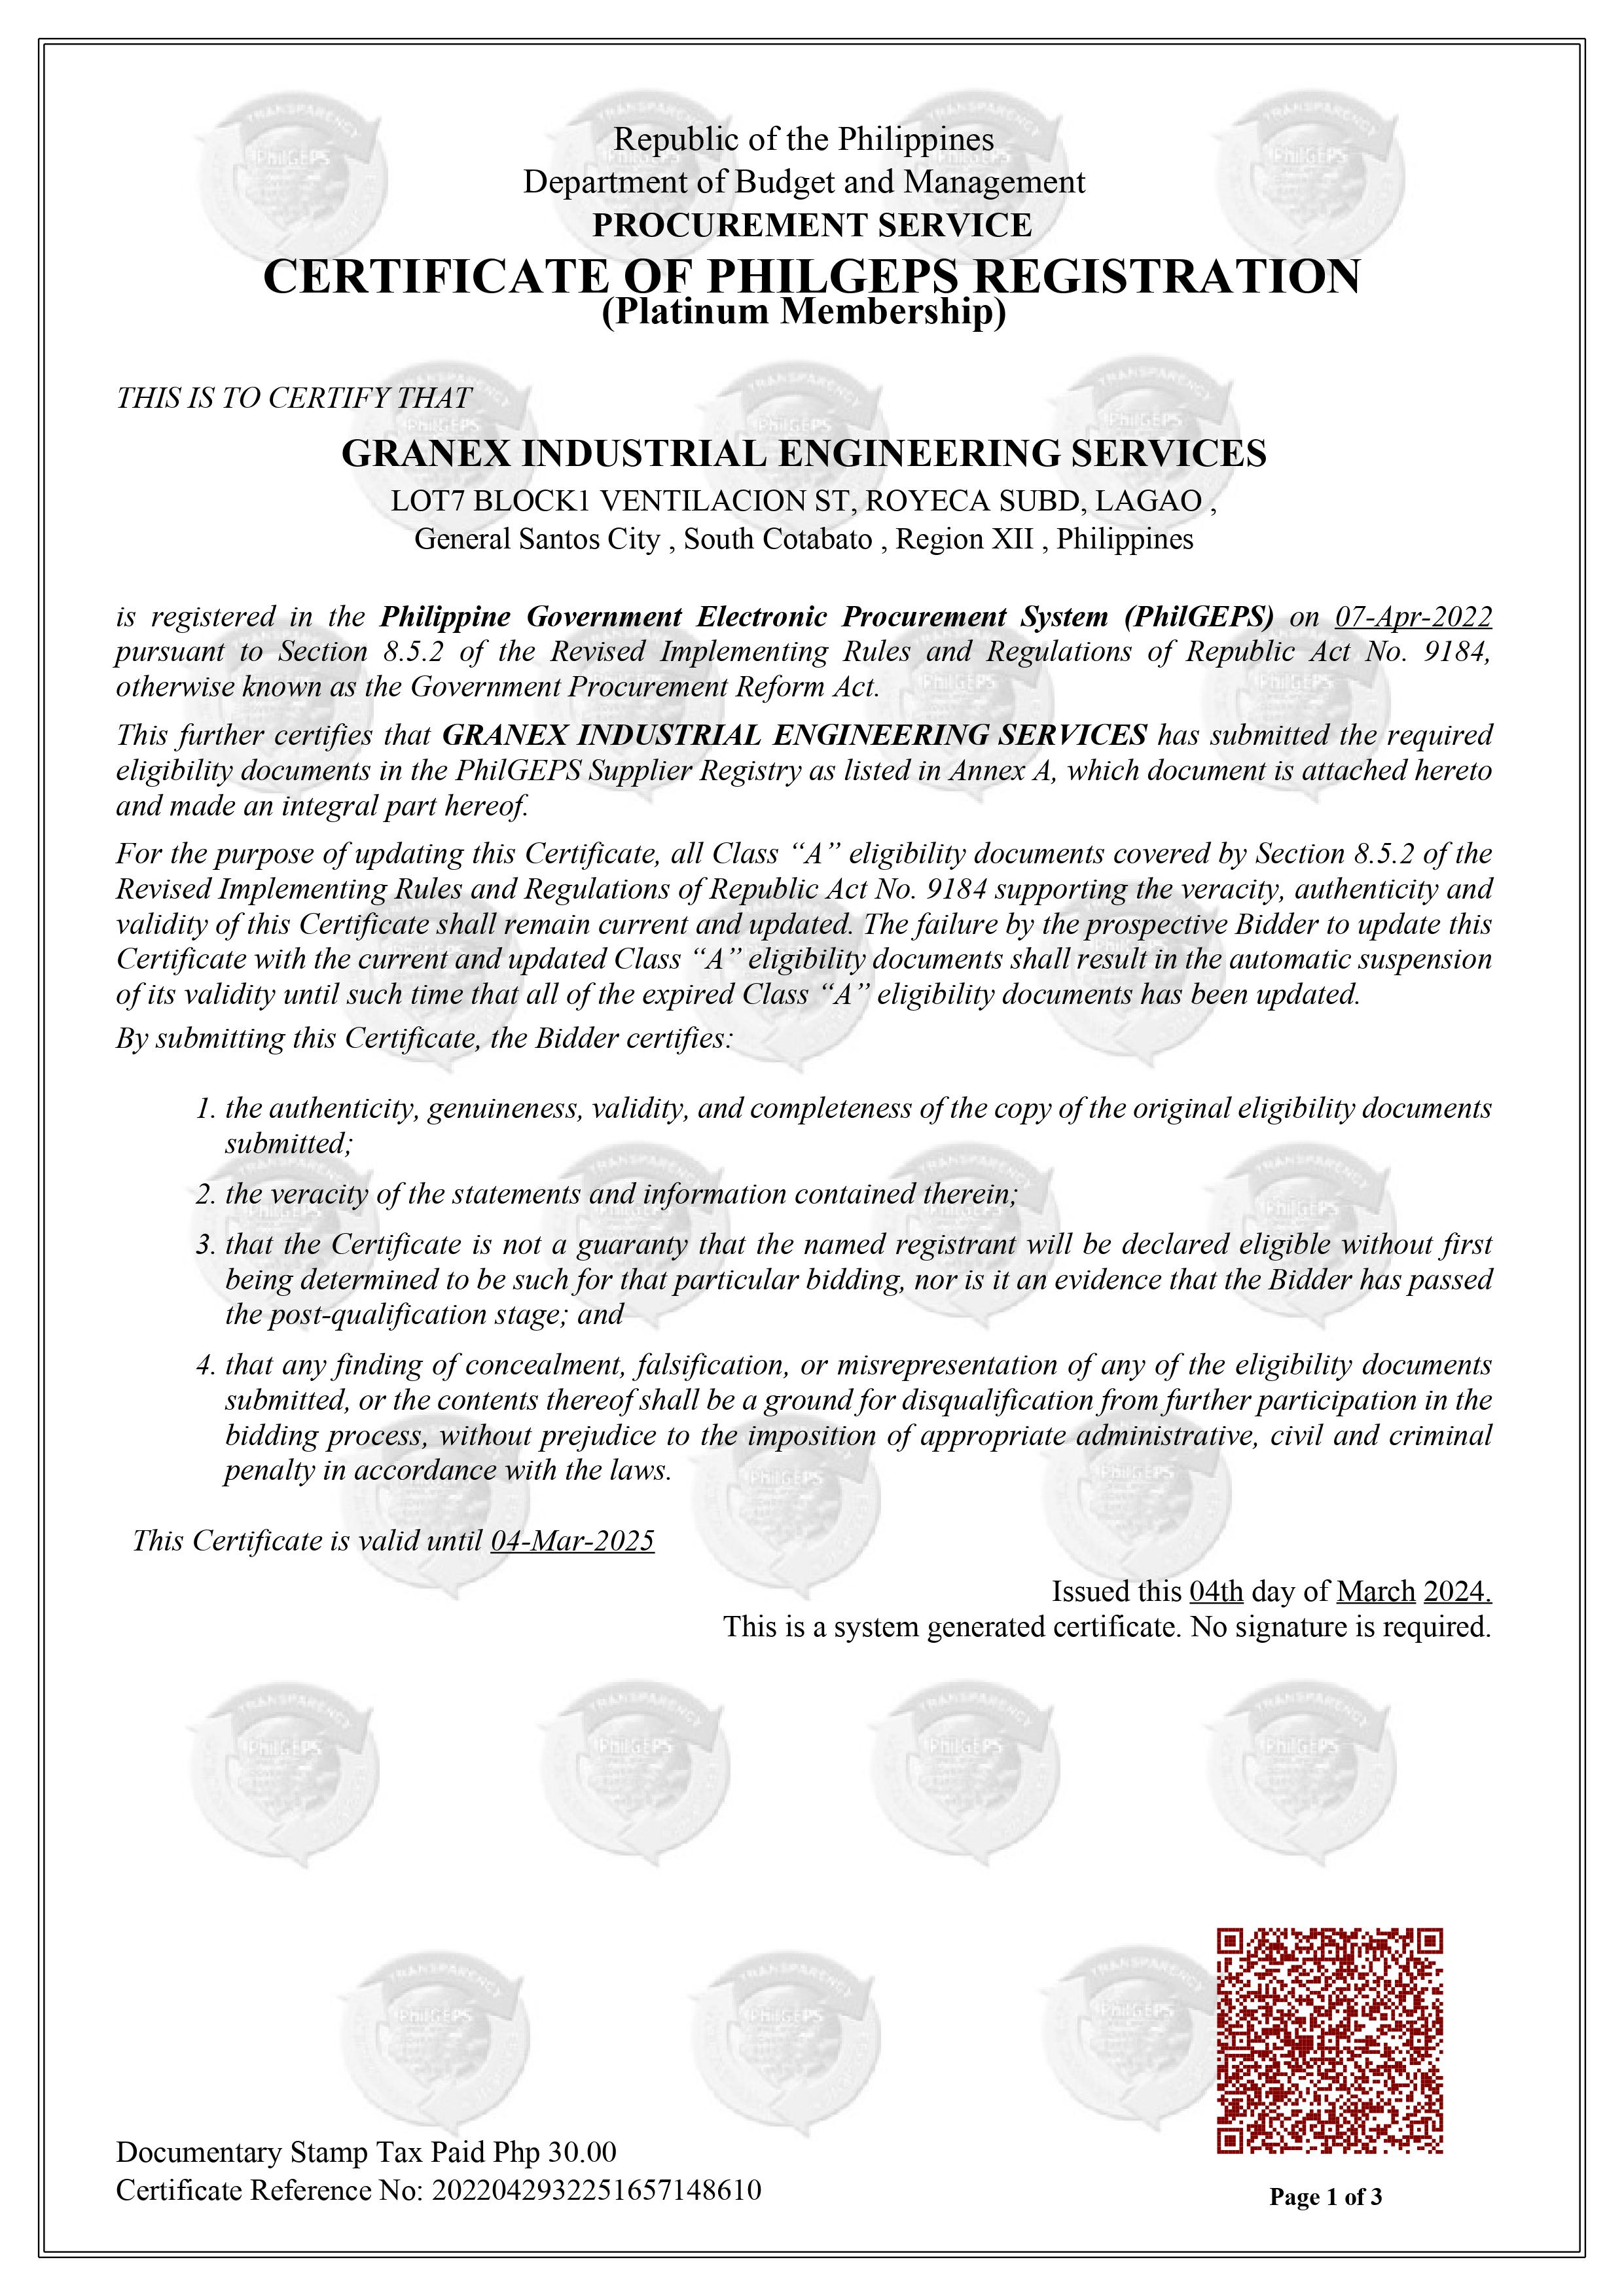 Republic of the Philippines
Department of Budget and Management
PROCUREMENT SERVICE
CERTIFICATE OF PHILGEPS REGISTRATION
(Platinum Membership)
THIS IS TO CERTIFY THAT
GRANEX INDUSTRIAL ENGINEERING SERVICES
LOT7 BLOCK1 VENTILACION ST, ROYECA SUBD, LAGAO ,
General Santos City , South Cotabato , Region XII , Philippines
is registered in the Philippine Government Electronic Procurement System (PhilGEPS) on 07-Apr-2022
pursuant to Section 8.5.2 of the Revised Implementing Rules and Regulations of Republic Act No. 9184,
otherwise known as the Government Procurement Reform Act.
This further certifies that GRANEX INDUSTRIAL ENGINEERING SERVICES has submitted the required
eligibility documents in the PhilGEPS Supplier Registry as listed in Annex A, which document is attached hereto
and made an integral part hereof.
For the purpose of updating this Certificate, all Class “A” eligibility documents covered by Section 8.5.2 of the
Revised Implementing Rules and Regulations of Republic Act No. 9184 supporting the veracity, authenticity and
validity of this Certificate shall remain current and updated. The failure by the prospective Bidder to update this
Certificate with the current and updated Class “A” eligibility documents shall result in the automatic suspension
of its validity until such time that all of the expired Class “A” eligibility documents has been updated.
By submitting this Certificate, the Bidder certifies:
1. the authenticity, genuineness, validity, and completeness of the copy of the original eligibility documents
submitted;
2. the veracity of the statements and information contained therein;
3. that the Certificate is not a guaranty that the named registrant will be declared eligible without first
being determined to be such for that particular bidding, nor is it an evidence that the Bidder has passed
the post-qualification stage; and
4. that any finding of concealment, falsification, or misrepresentation of any of the eligibility documents
submitted, or the contents thereof shall be a ground for disqualification from further participation in the
bidding process, without prejudice to the imposition of appropriate administrative, civil and criminal
penalty in accordance with the laws.
This Certificate is valid until 04-Mar-2025
Issued this 04th day of March 2024.
This is a system generated certificate. No signature is required.
Documentary Stamp Tax Paid Php 30.00
Certificate Reference No: 2022042932251657148610
Page 1 of 3